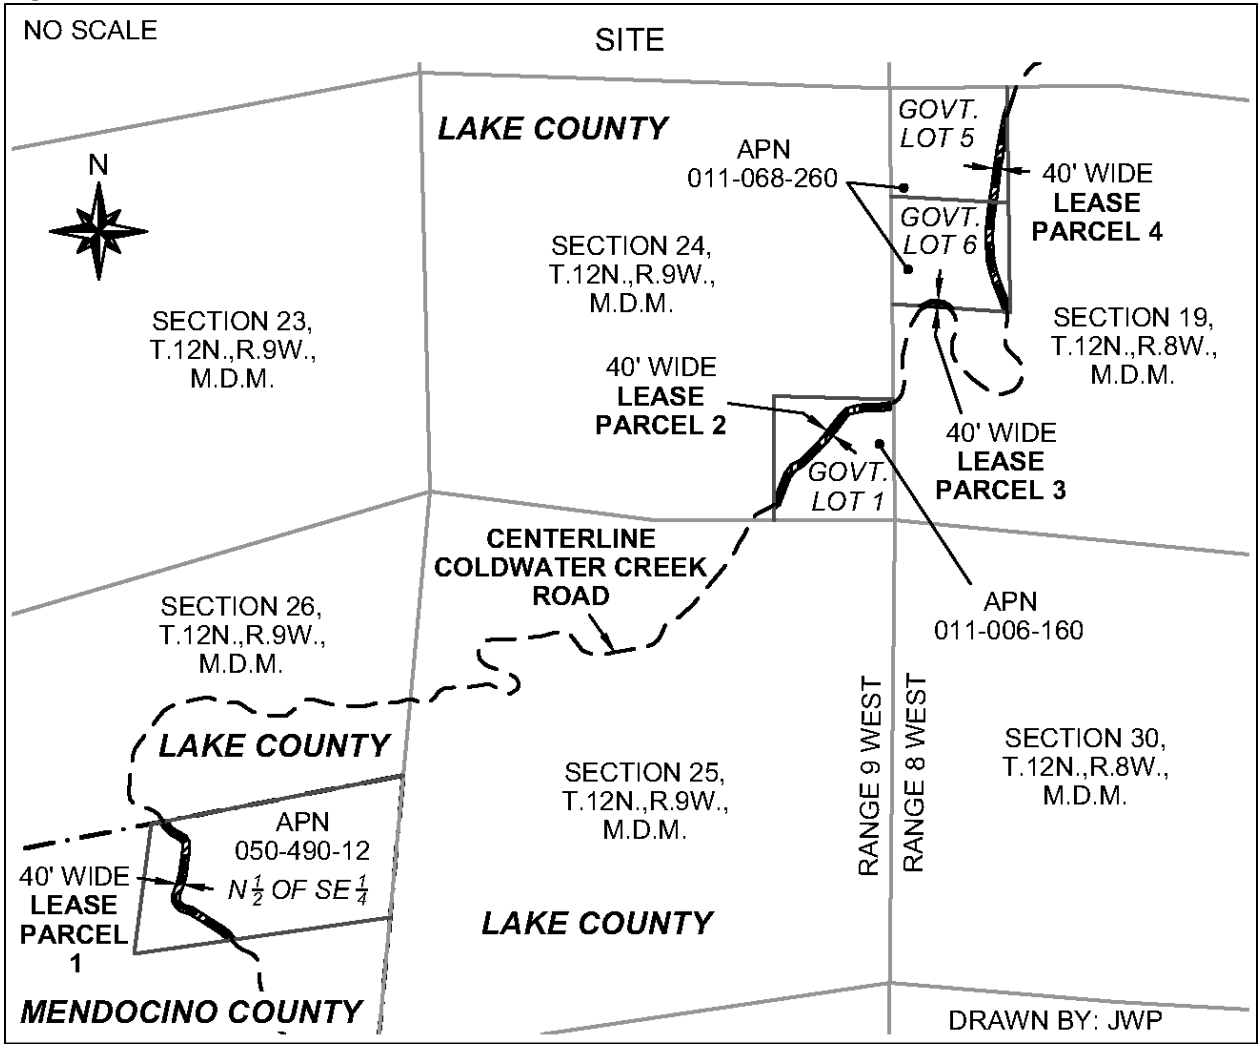 NO SCALE
SITE
LAKE COUNTY
GOVT.
LOT 5
APN
011-068-260
N
40' WIDE
LEASE
PARCEL 4
GOVT.
LOT 6
SECTION 24,
T.12N.,R.9W.,
M.D.M.
SECTION 23,
T.12N.,R.9W.,
M.D.M.
SECTION 19,
T.12N.,R.8W.,
M.D.M.
40' WIDE
LEASE
PARCEL 2
40' WIDE
LEASE
PARCEL 3
GOVT.
LOT 1
CENTERLINE
COLDWATER CREEK
ROAD
SECTION 26,
T.12N.,R.9W.,
M.D.M.
APN
011-006-160
RANGE 9 WEST
RANGE 8 WEST
LAKE COUNTY
SECTION 25,
T.12N.,R.9W.,
M.D.M.
SECTION 30,
T.12N.,R.8W.,
M.D.M.
APN
050-490-12
N 1/2 OF SE 1/4
40' WIDE
LEASE
PARCEL
1
LAKE COUNTY
MENDOCINO COUNTY
DRAWN BY: JWP